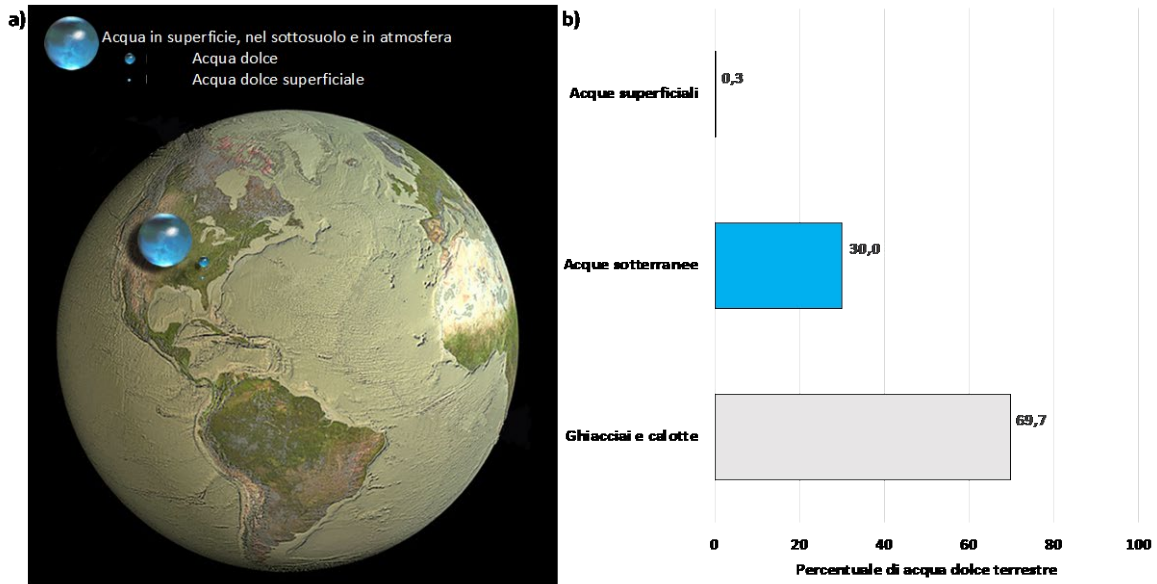 a)
Acqua in superficie, nel sottosuolo e in atmosfera
Acqua dolce
Acqua dolce superficiale
b)
Acque superficiali
0,3
Acque sotterranee
30,0
Ghiacciai e calotte
69,7
0 20 40 60 80 100
Percentuale di acqua dolce terrestre